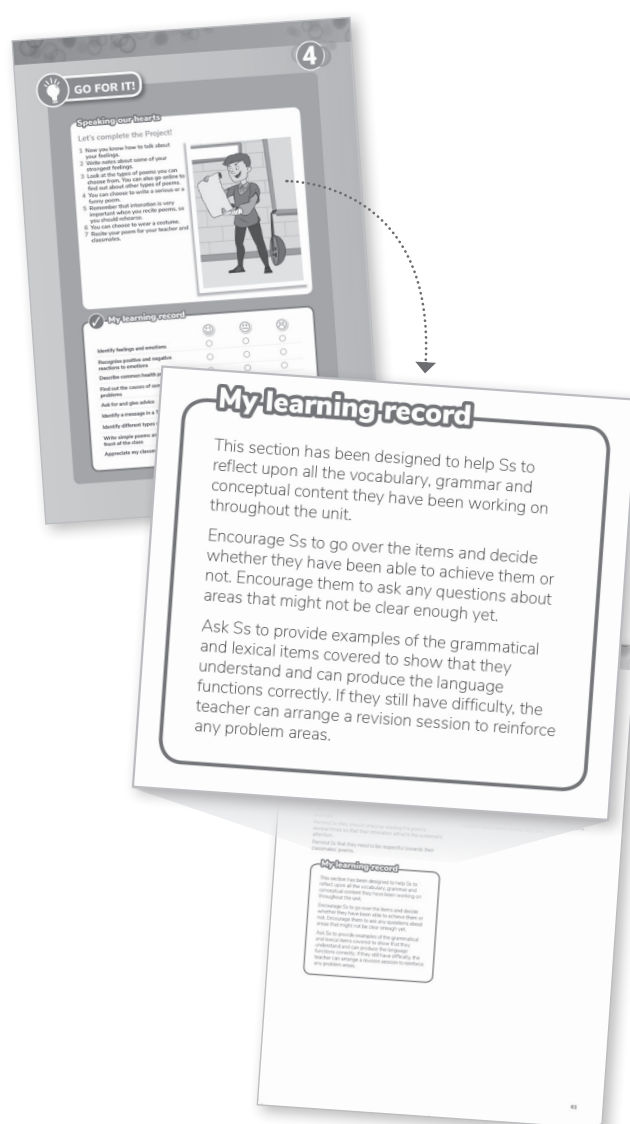 4
GO FOR IT!
Speaking our hearts
Let's complete the Project!
1 Now you know how to talk about
your feelings.
2 Write notes about some of your
strongest feelings.
3 Look at the types of poems you can
choose from. You can also go online to
find out about other types of poems.
4 You can choose to write a serious or a
funny poem.
5 Remember that intonation is very
important when you recite poems, so
you should rehearse.
6 You can choose to wear a costume.
7 Recite your poem for your teacher and
classmates.
My learning record
Identify feelings and emotions
Recognise positive and negative
reactions to emotions
Describe common health
Find out the causes of
problems
Ask for and give advice
Identify a message in a
Identify different types
Write simple poems
front of the class
Appreciate my
My learning record
This section has been designed to help Ss to
reflect upon all the vocabulary, grammar and
conceptual content they have been working on
throughout the unit.
Encourage Ss to go over the items and decide
whether they have been able to achieve them or
not. Encourage them to ask any questions about
areas that might not be clear enough yet.
Ask Ss to provide examples of the grammatical
and lexical items covered to show that they
understand and can produce the language
functions correctly. If they still have difficulty, the
teacher can arrange a revision session to reinforce
any problem areas.
Remind Ss that they need to be respectful towards their
classmates' poems.
My learning record
This section has been designed to help Ss to
reflect upon all the vocabulary, grammar and
conceptual content they have been working on
throughout the unit.
Encourage Ss to go over the items and decide
whether they have been able to achieve them or
not. Encourage them to ask any questions about
areas that might not be clear enough yet.
Ask Ss to provide examples of the grammatical
and lexical items covered to show that they
understand and can produce the language
functions correctly. If they still have difficulty, the
teacher can arrange a revision session to reinforce
any problem areas.